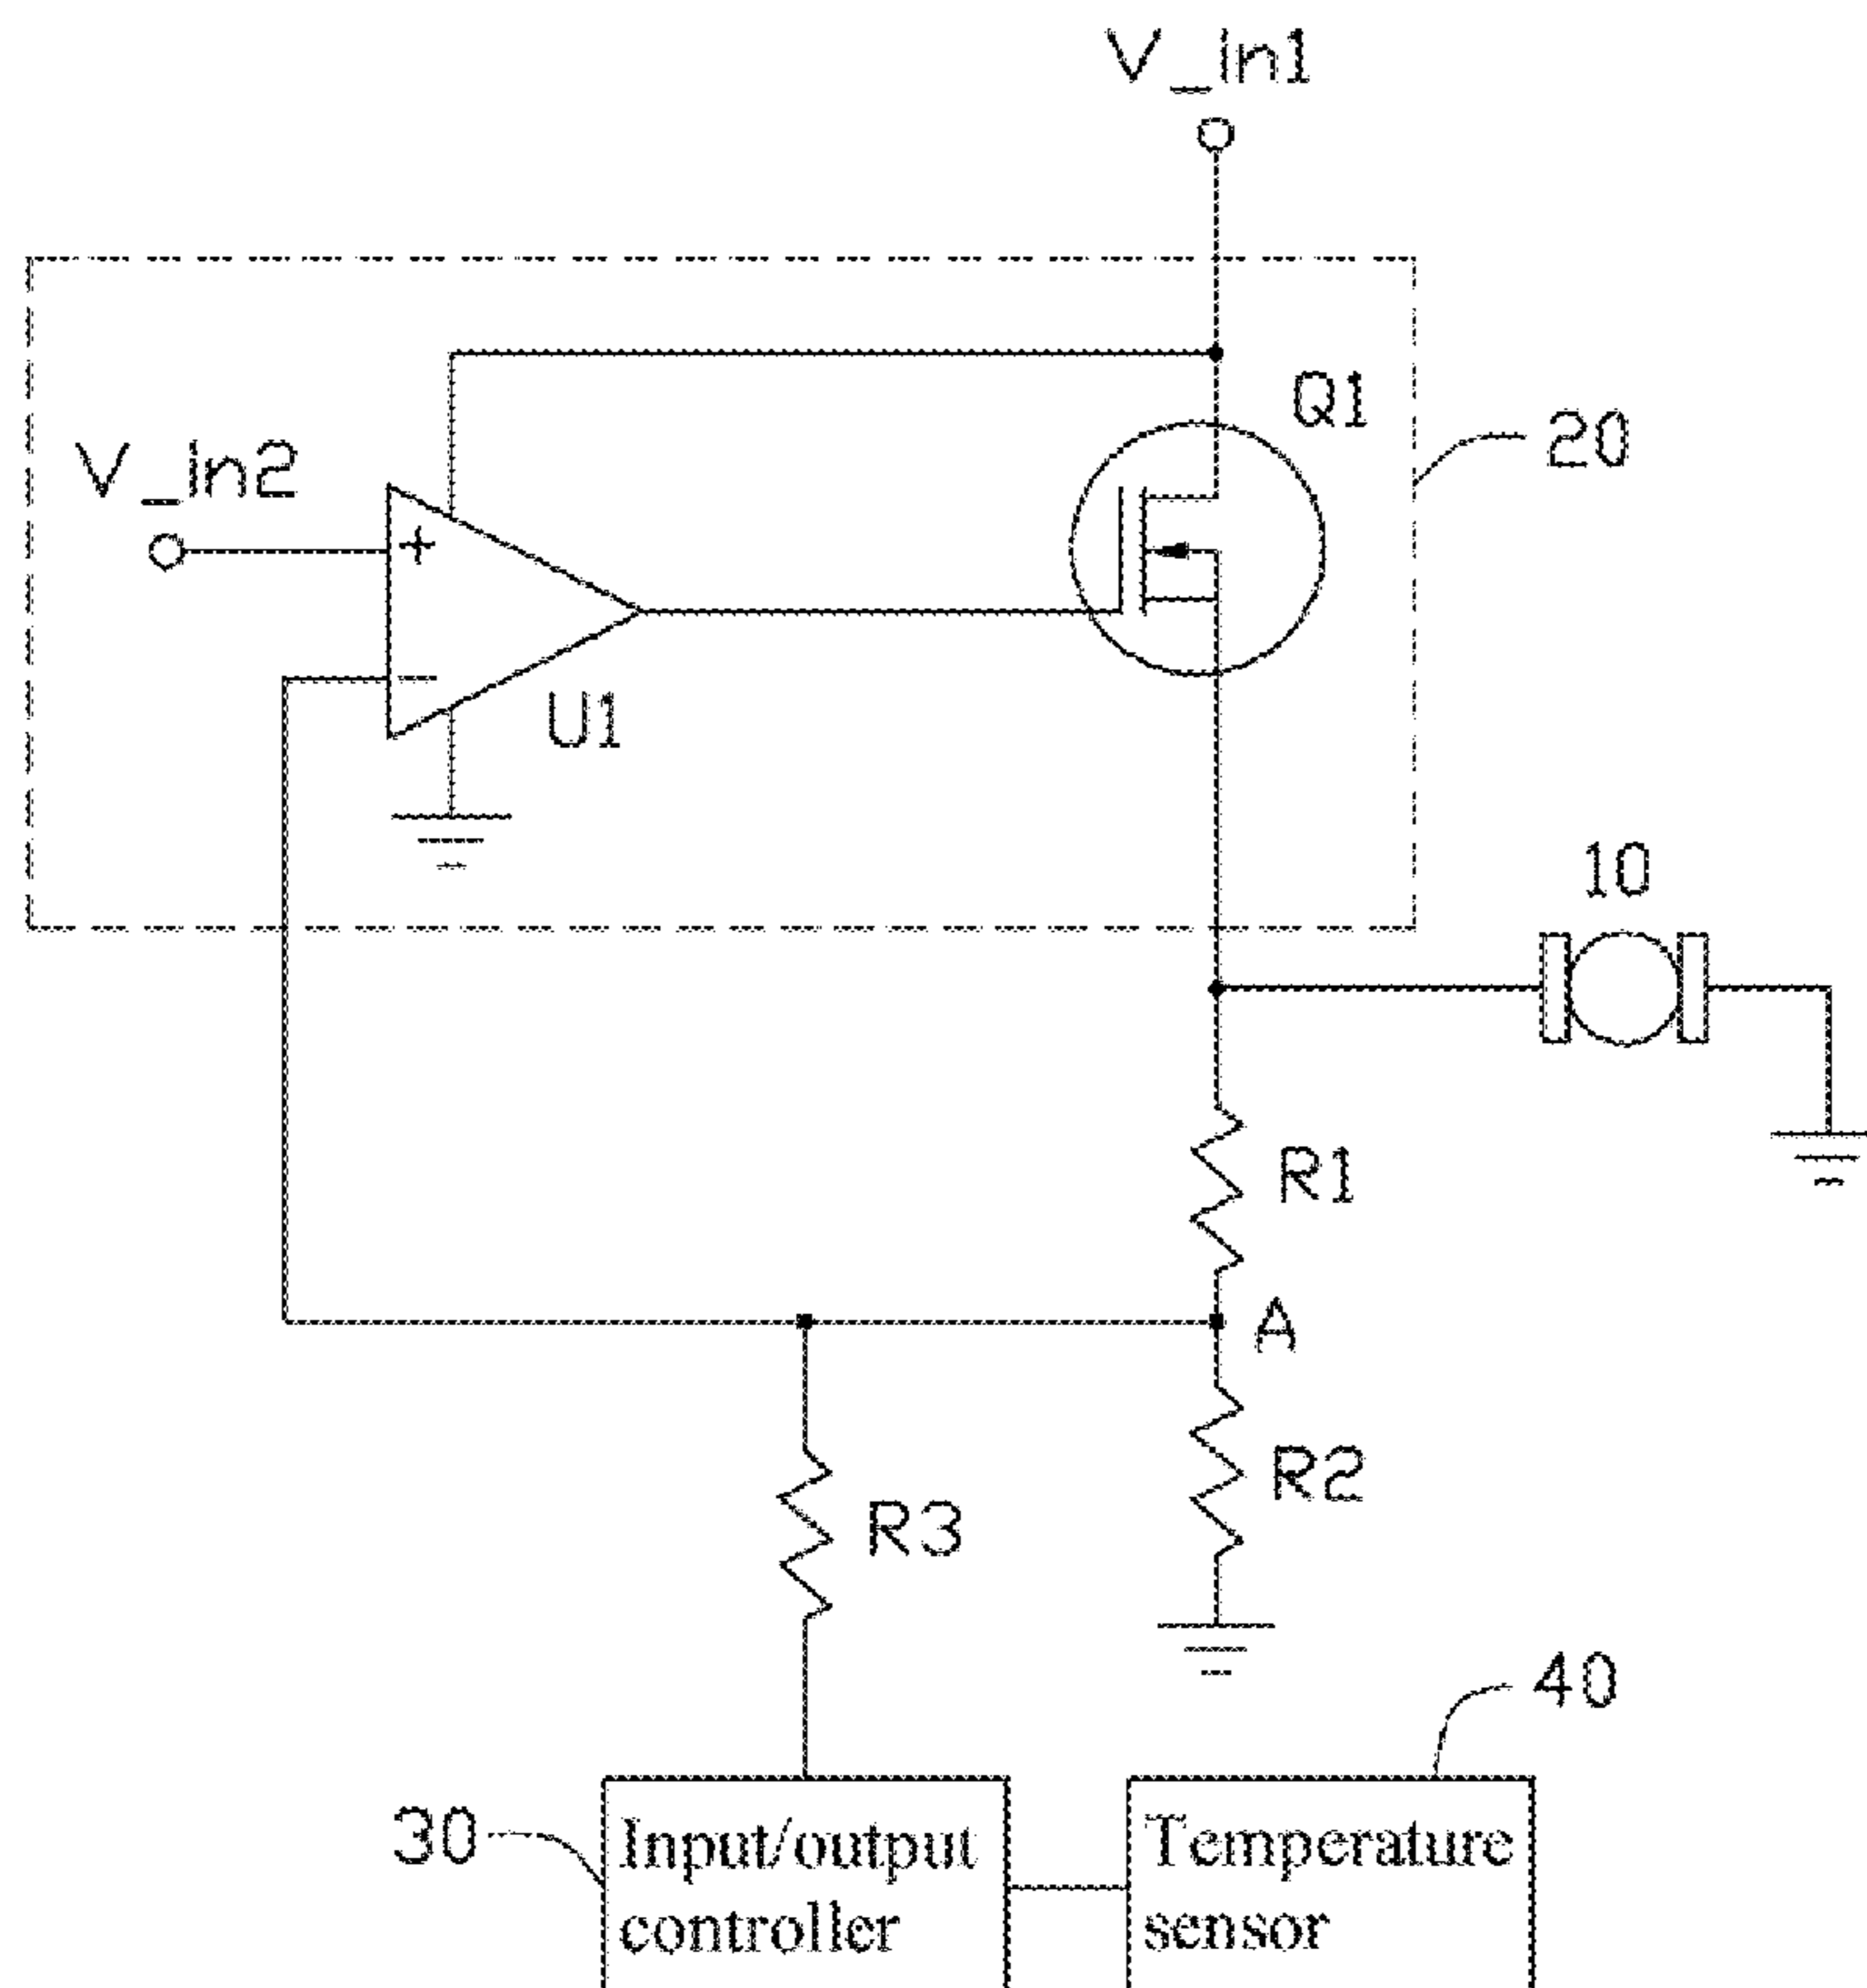 V_in1
Q1
20
V_in2
+
−
U1
10
R1
A
R2
R3
40
30
Input/output
controller
Temperature
sensor